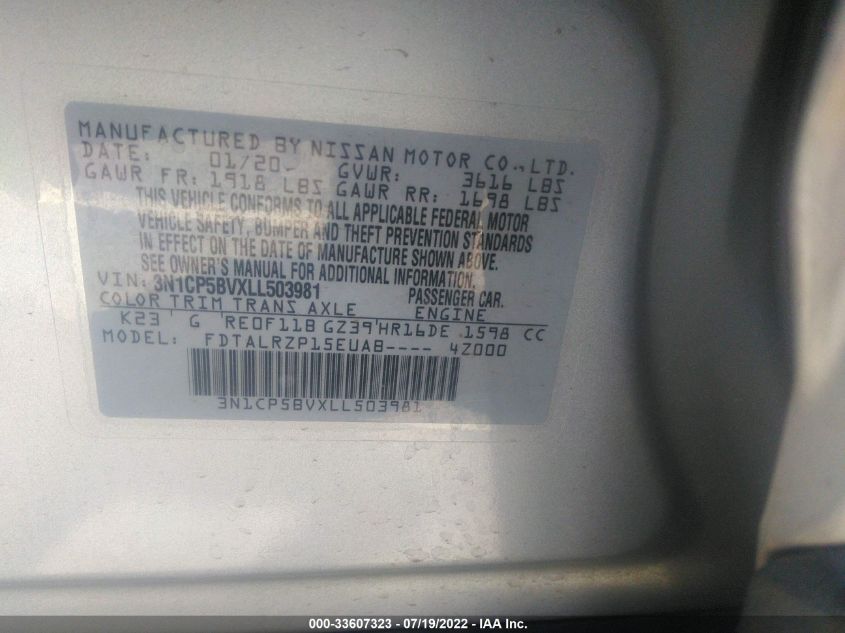 MANUFACTURED BY NISSAN MOTOR CO.,LTD.
DATE: 01/20 GVWR: 3616 LBS
GAWR FR: 1918 LBS GAWR RR: 1698 LBS
THIS VEHICLE CONFORMS TO ALL APPLICABLE FEDERAL MOTOR
VEHICLE SAFETY, BUMPER AND THEFT PREVENTION STANDARDS
IN EFFECT ON THE DATE OF MANUFACTURE SHOWN ABOVE.
SEE OWNER'S MANUAL FOR ADDITIONAL INFORMATION.
VIN: 3N1CP5BVXLL503981 PASSENGER CAR.
COLOR TRIM TRANS AXLE ENGINE
K23 G RE0F11B GZ39 HR16DE 1598 CC
MODEL: FDTALRZP15EUAB---- 4Z000
3N1CP5BVXLL503981
000-33607323 - 07/19/2022 - IAA Inc.